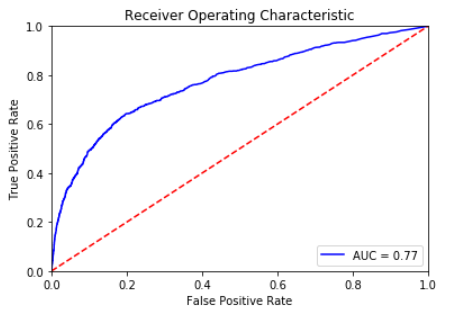 Receiver Operating Characteristic
1.0
0.8
0.6
0.4
0.2
0.0
True Positive Rate
AUC = 0.77
0.0 0.2 0.4 0.6 0.8 1.0
False Positive Rate